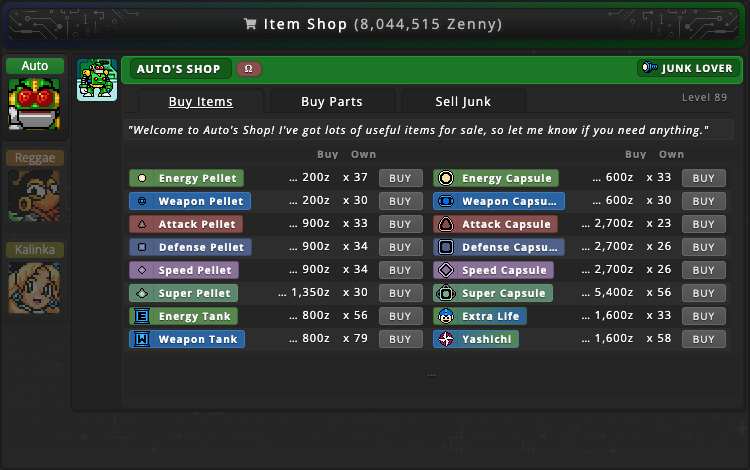 Item Shop (8,044,515 Zenny)
Auto
Reggae
Kalinka
AUTO'S SHOP Ω JUNK LOVER
Buy Items Buy Parts Sell Junk Level 89
"Welcome to Auto's Shop! I've got lots of useful items for sale, so let me know if you need anything."
Buy Own Buy Own
Energy Pellet ... 200z x 37 BUY Energy Capsule ... 600z x 33 BUY
Weapon Pellet ... 200z x 30 BUY Weapon Capsu... ... 600z x 30 BUY
Attack Pellet ... 900z x 33 BUY Attack Capsule ... 2,700z x 23 BUY
Defense Pellet ... 900z x 34 BUY Defense Capsu... ... 2,700z x 26 BUY
Speed Pellet ... 900z x 34 BUY Speed Capsule ... 2,700z x 26 BUY
Super Pellet ... 1,350z x 30 BUY Super Capsule ... 5,400z x 56 BUY
E Energy Tank ... 800z x 56 BUY Extra Life ... 1,600z x 33 BUY
W Weapon Tank ... 800z x 79 BUY Yashichi ... 1,600z x 58 BUY
...